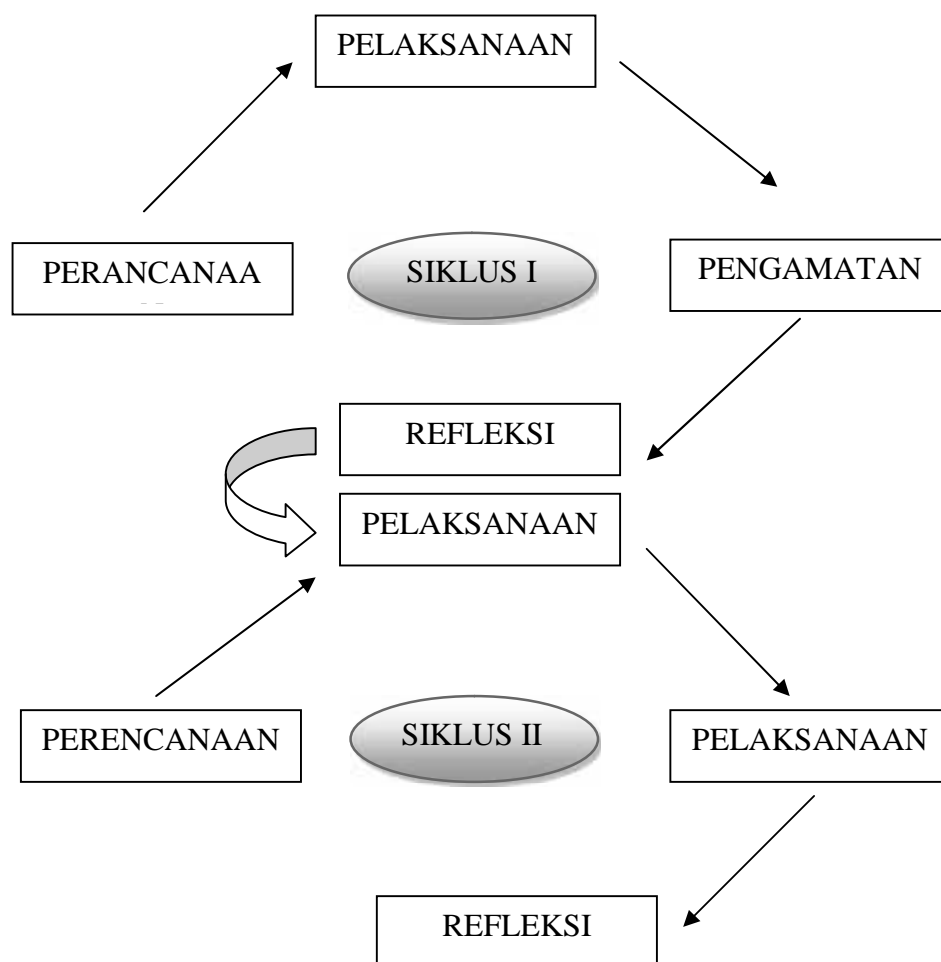 PELAKSANAAN
PERANCANAA
SIKLUS I
PENGAMATAN
REFLEKSI
PELAKSANAAN
PERENCANAAN
SIKLUS II
PELAKSANAAN
REFLEKSI